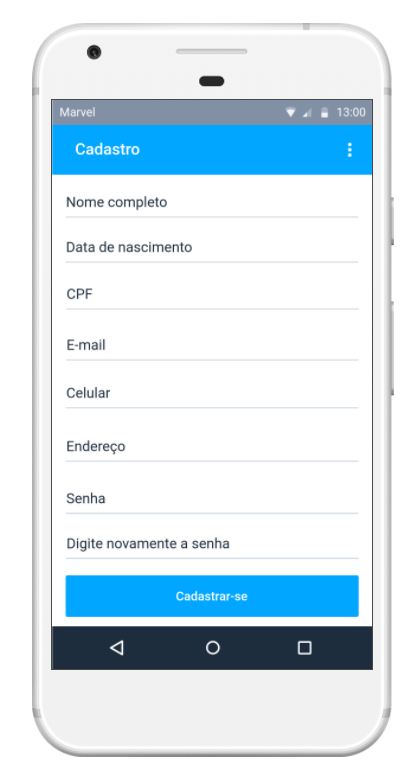 Marvel 13:00
Cadastro
Nome completo
Data de nascimento
CPF
E-mail
Celular
Endereço
Senha
Digite novamente a senha
Cadastrar-se